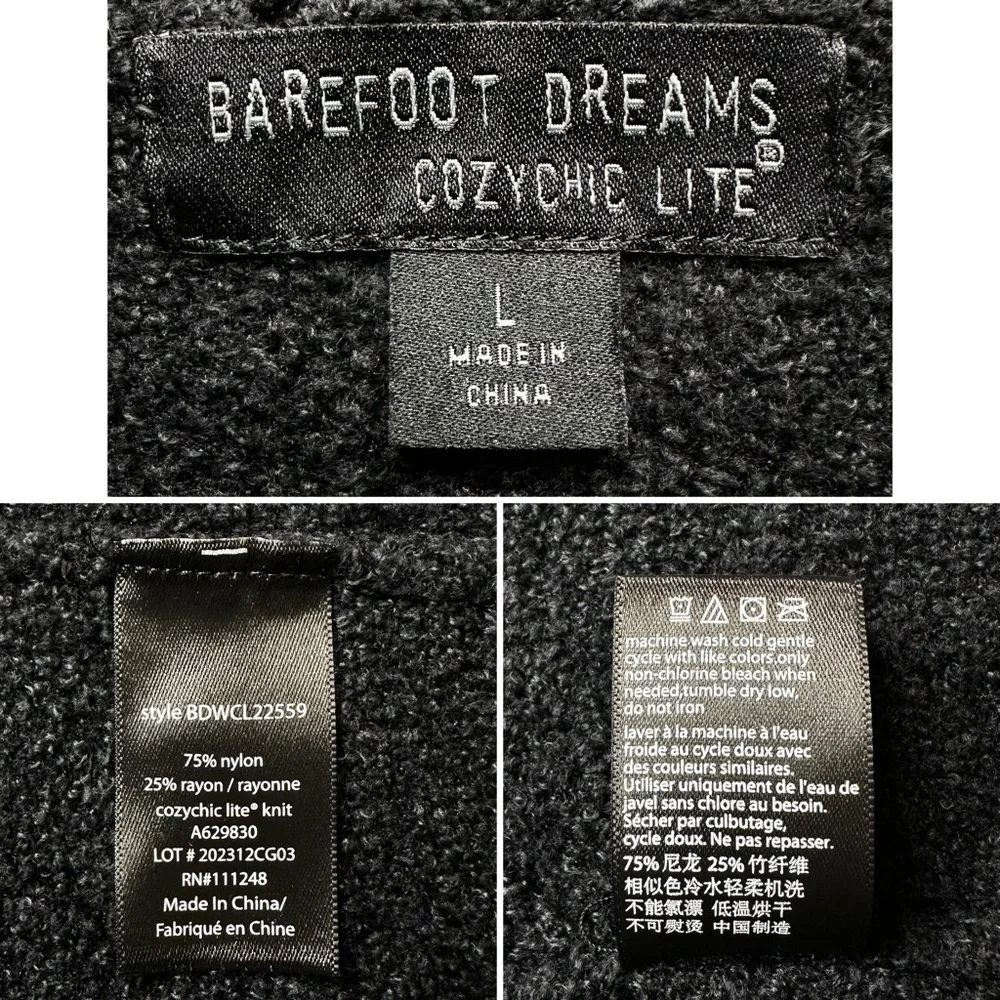 BAREFOOT DREAMS
®
COZYCHIC LITE
L
MADE IN
CHINA
style BDWCL22559
75% nylon
25% rayon / rayonne
cozychic lite® knit
A629830
LOT # 202312CG03
RN#111248
Made In China/
Fabriqué en Chine
machine wash cold gentle
cycle with like colors.only
non-chlorine bleach when
needed,tumble dry low,
do not iron
laver à la machine à l'eau
froide au cycle doux avec
des couleurs similaires.
Utiliser uniquement de l'eau de
javel sans chlore au besoin.
Sécher par culbutage,
cycle doux. Ne pas repasser.
75% 尼龙 25% 竹纤维
相似色冷水轻柔机洗
不能氯漂 低温烘干
不可熨烫 中国制造